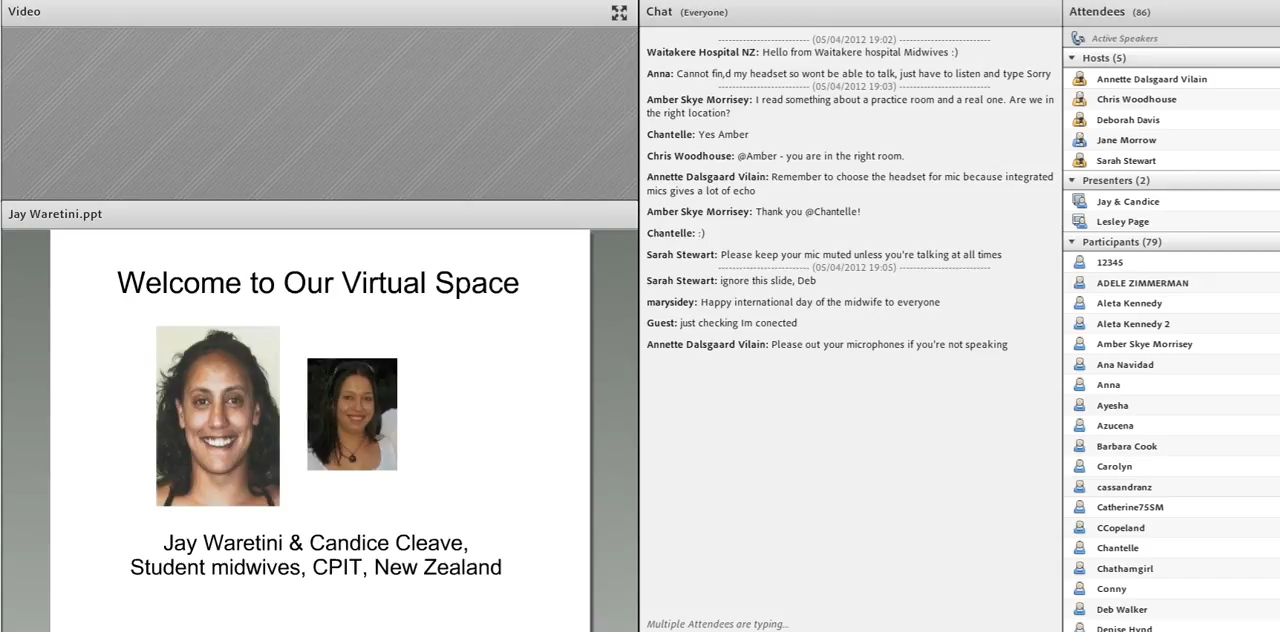 Video
Jay Waretini.ppt
Welcome to Our Virtual Space
Jay Waretini & Candice Cleave,
Student midwives, CPIT, New Zealand
Chat (Everyone)
------------------------- (05/04/2012 19:02) -------------------------
Waitakere Hospital NZ: Hello from Waitakere hospital Midwives :)
Anna: Cannot fin,d my headset so wont be able to talk, just have to listen and type Sorry
------------------------- (05/04/2012 19:03) -------------------------
Amber Skye Morrisey: I read something about a practice room and a real one. Are we in
the right location?
Chantelle: Yes Amber
Chris Woodhouse: @Amber - you are in the right room.
Annette Dalsgaard Vilain: Remember to choose the headset for mic because integrated
mics gives a lot of echo
Amber Skye Morrisey: Thank you @Chantelle!
Chantelle: :)
Sarah Stewart: Please keep your mic muted unless you're talking at all times
------------------------- (05/04/2012 19:05) -------------------------
Sarah Stewart: ignore this slide, Deb
marysidey: Happy international day of the midwife to everyone
Guest: just checking Im conected
Annette Dalsgaard Vilain: Please out your microphones if you're not speaking
Multiple Attendees are typing...
Attendees (86)
Active Speakers
Hosts (5)
Annette Dalsgaard Vilain
Chris Woodhouse
Deborah Davis
Jane Morrow
Sarah Stewart
Presenters (2)
Jay & Candice
Lesley Page
Participants (79)
12345
ADELE ZIMMERMAN
Aleta Kennedy
Aleta Kennedy 2
Amber Skye Morrisey
Ana Navidad
Anna
Ayesha
Azucena
Barbara Cook
Carolyn
cassandranz
Catherine75SM
CCopeland
Chantelle
Chathamgirl
Conny
Deb Walker
Denise Hynd